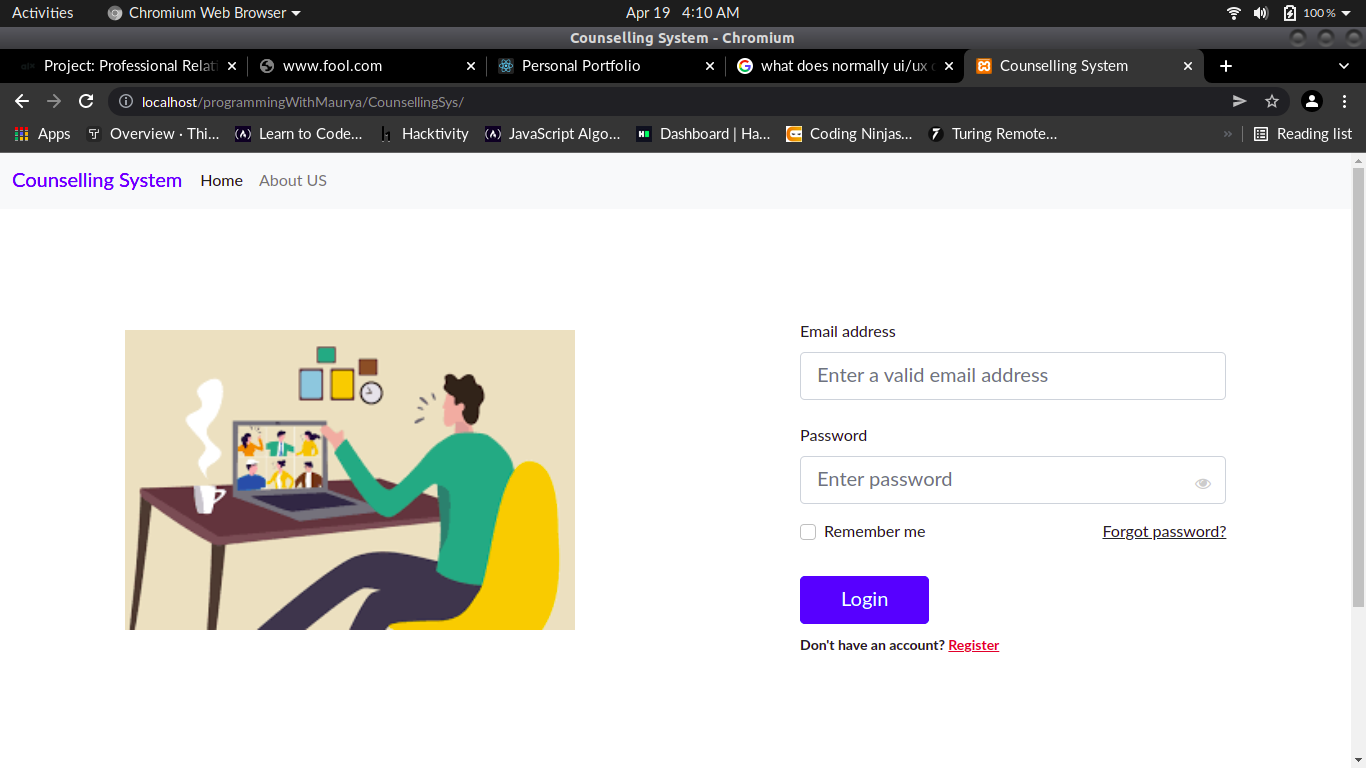 Activities Chromium Web Browser Apr 19 4:10 AM 100 %
Counselling System - Chromium
Project: Professional Relati www.fool.com Personal Portfolio what does normally ui/ux Counselling System
localhost/programmingWithMaurya/CounsellingSys/
Apps Overview · Thi... Learn to Code... Hacktivity JavaScript Algo... Dashboard | Ha... Coding Ninjas... Turing Remote... » Reading list
Counselling System Home About US
Email address
Enter a valid email address
Password
Enter password
Remember me Forgot password?
Login
Don't have an account? Register